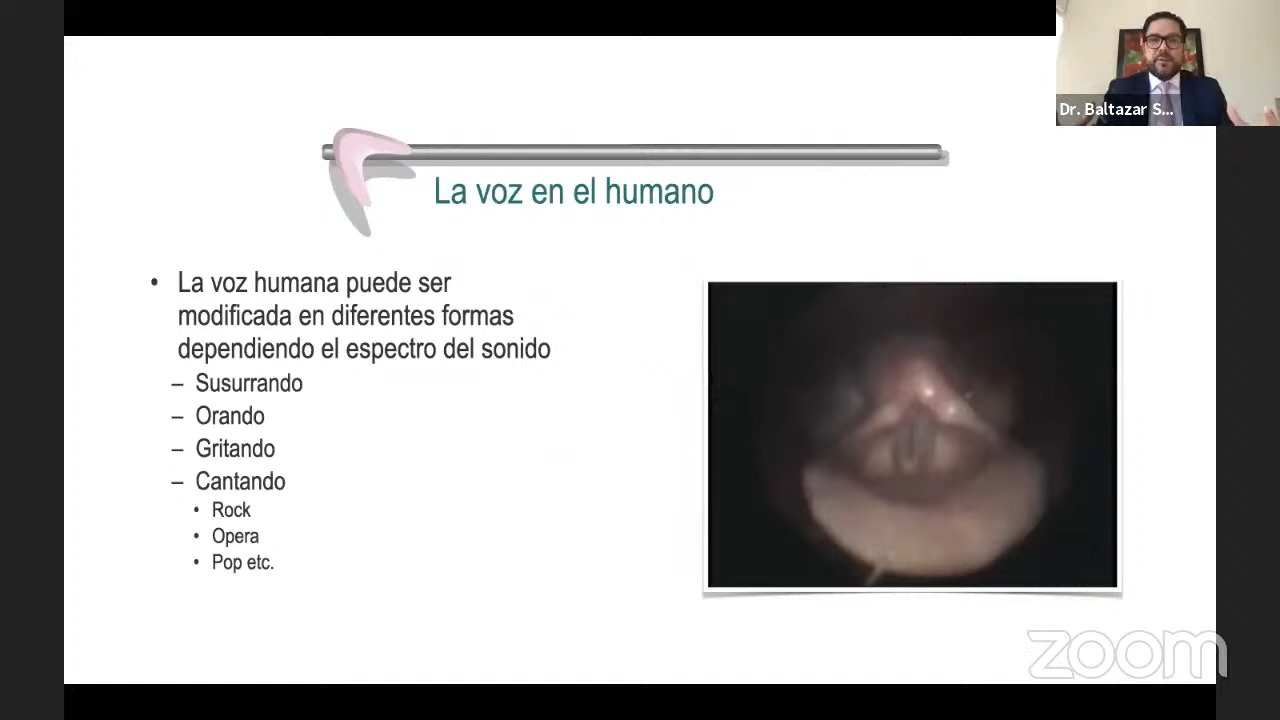 Dr. Baltazar S...
La voz en el humano
• La voz humana puede ser
modificada en diferentes formas
dependiendo el espectro del sonido
– Susurrando
– Orando
– Gritando
– Cantando
• Rock
• Opera
• Pop etc.
zoom